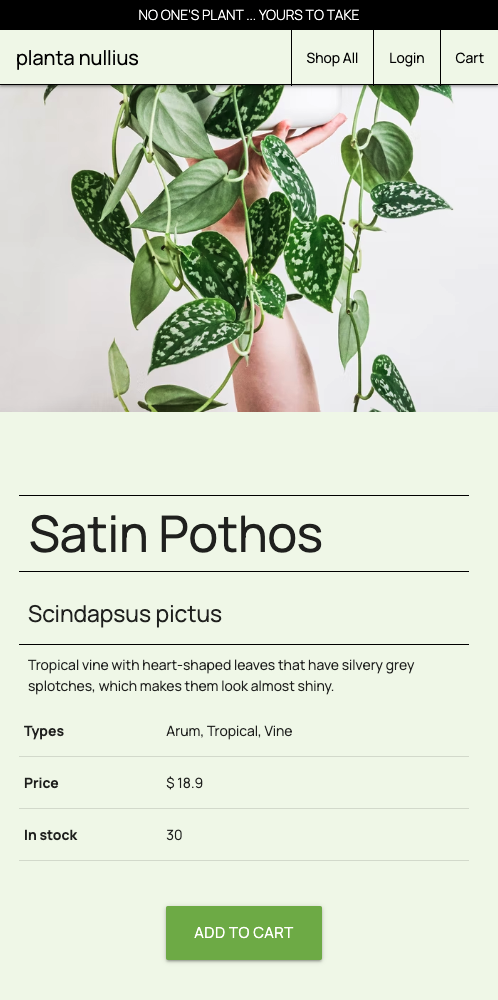 NO ONE'S PLANT ... YOURS TO TAKE
planta nullius Shop All Login Cart
Satin Pothos
Scindapsus pictus
Tropical vine with heart-shaped leaves that have silvery grey
splotches, which makes them look almost shiny.
Types Arum, Tropical, Vine
Price $ 18.9
In stock 30
ADD TO CART